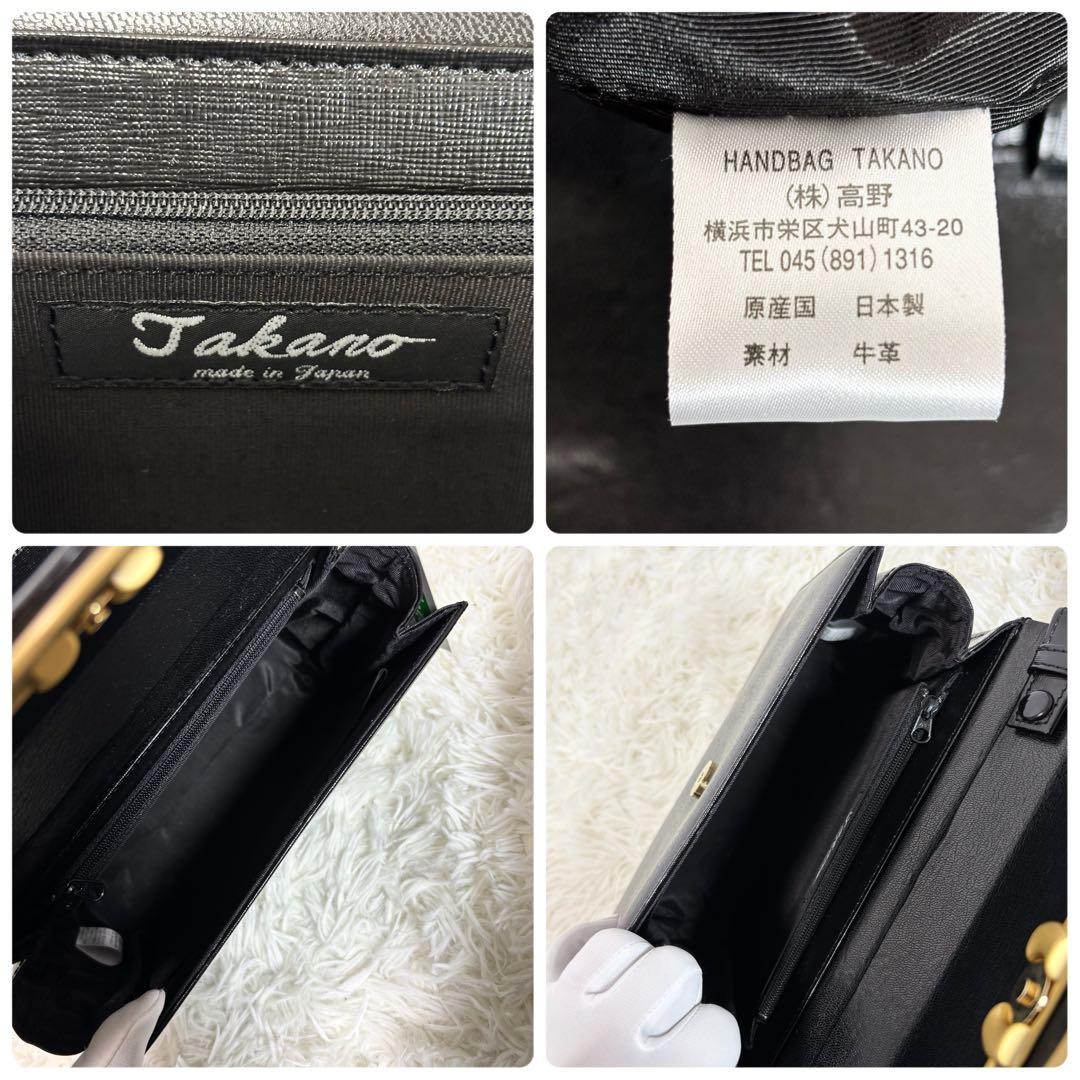 Takano
made in Japan
HANDBAG TAKANO
(株)高野
横浜市栄区犬山町43-20
TEL 045(891)1316
原産国 日本製
素材 牛革